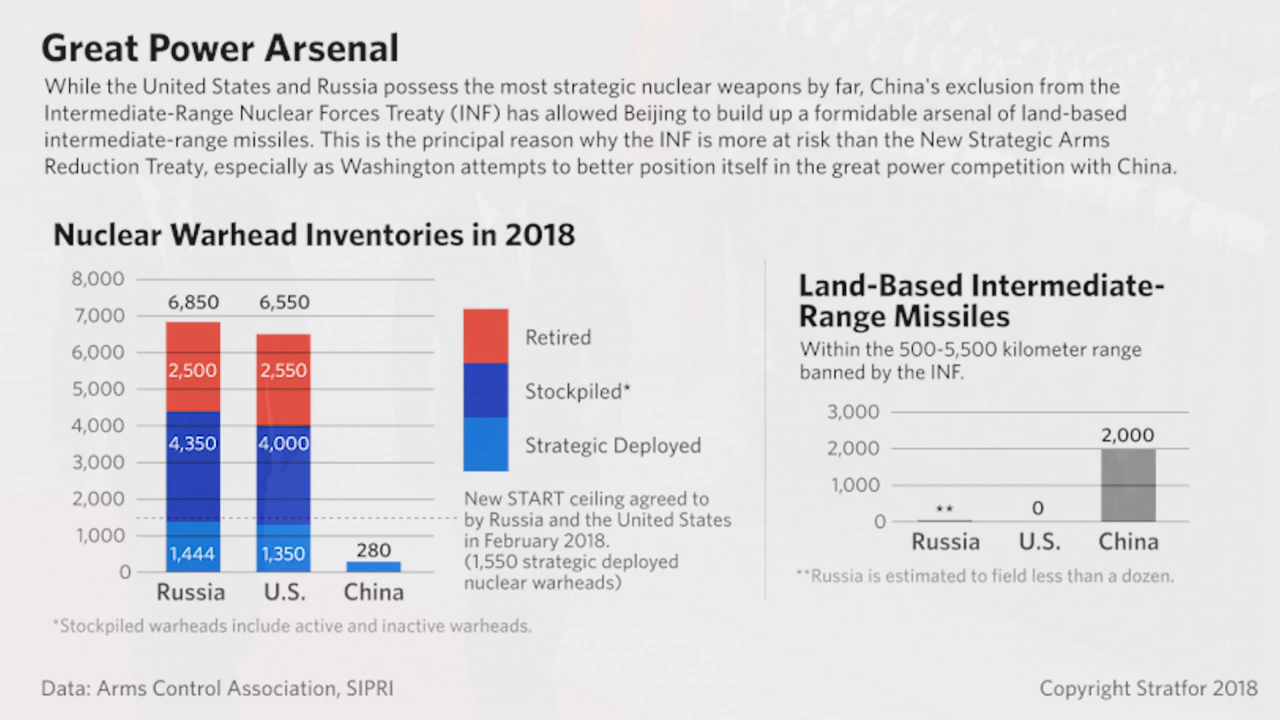 Great Power Arsenal
While the United States and Russia possess the most strategic nuclear weapons by far, China's exclusion from the
Intermediate-Range Nuclear Forces Treaty (INF) has allowed Beijing to build up a formidable arsenal of land-based
intermediate-range missiles. This is the principal reason why the INF is more at risk than the New Strategic Arms
Reduction Treaty, especially as Washington attempts to better position itself in the great power competition with China.
Nuclear Warhead Inventories in 2018
8,000
7,000
6,000
5,000
4,000
3,000
2,000
1,000
0
6,850
6,550
2,500
2,550
4,350
4,000
1,444
1,350
280
Russia
U.S.
China
Retired
Stockpiled*
Strategic Deployed
New START ceiling agreed to
by Russia and the United States
in February 2018.
(1,550 strategic deployed
nuclear warheads)
*Stockpiled warheads include active and inactive warheads.
Land-Based Intermediate-
Range Missiles
Within the 500-5,500 kilometer range
banned by the INF.
3,000
2,000
1,000
0
**
0
2,000
Russia
U.S.
China
**Russia is estimated to field less than a dozen.
Data: Arms Control Association, SIPRI
Copyright Stratfor 2018